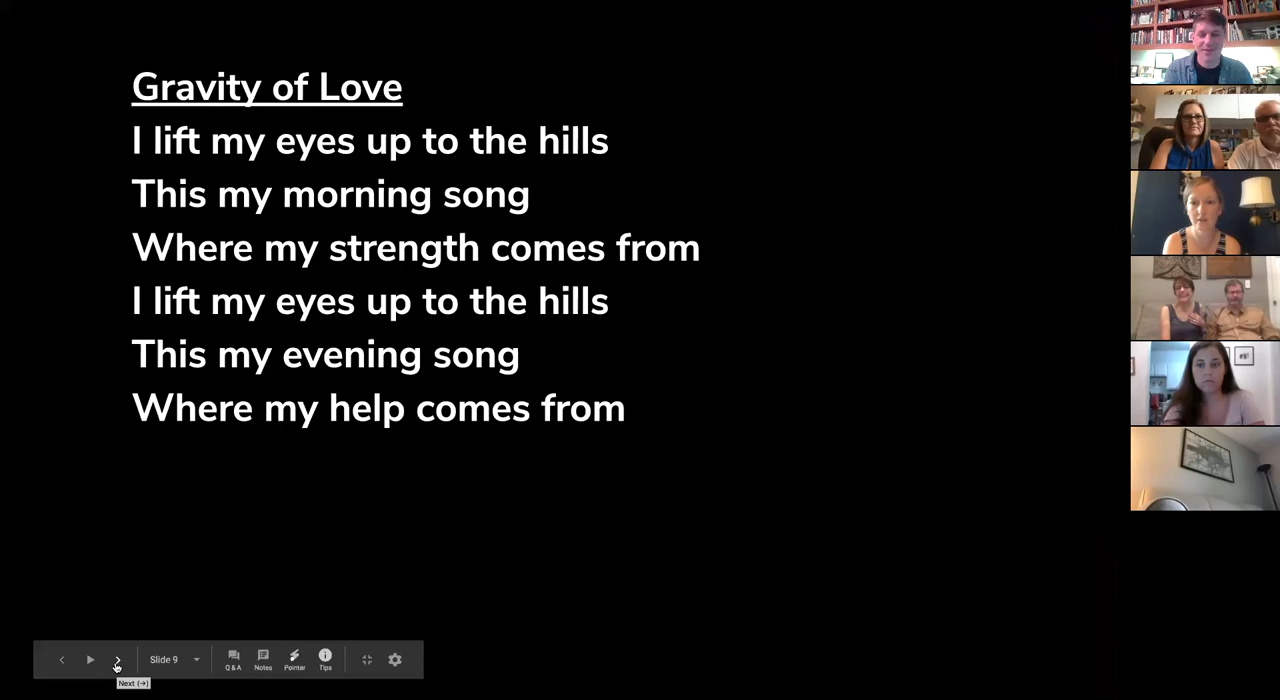 Gravity of Love
I lift my eyes up to the hills
This my morning song
Where my strength comes from
I lift my eyes up to the hills
This my evening song
Where my help comes from
Slide 9
Q & A
Notes
Pointer
Tips
Next (→)